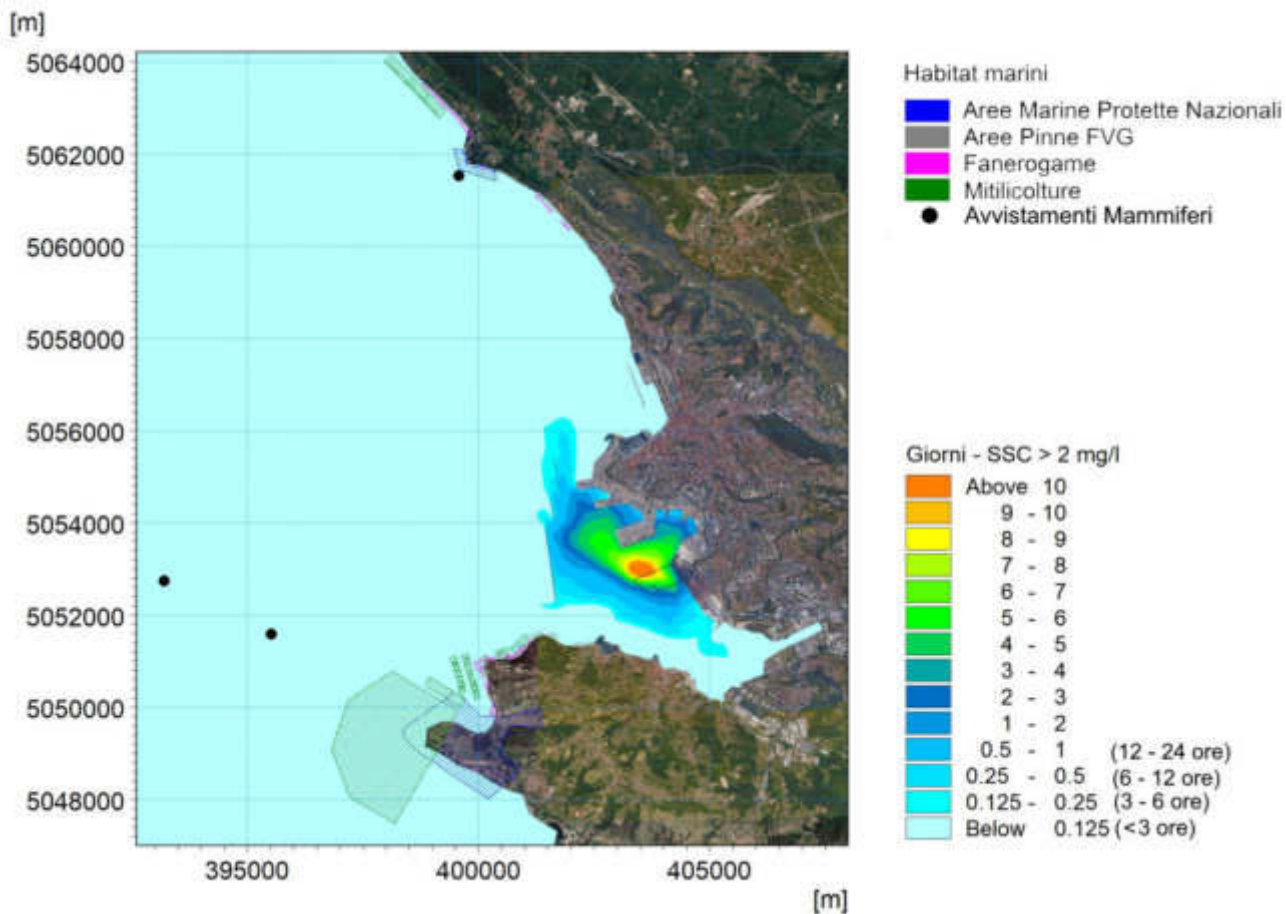 [m]
5064000
5062000
5060000
5058000
5056000
5054000
5052000
5050000
5048000
395000 400000 405000
[m]
Habitat marini
Aree Marine Protette Nazionali
Aree Pinne FVG
Fanerogame
Mitilicolture
Avvistamenti Mammiferi
Giorni - SSC > 2 mg/l
Above 10
9 - 10
8 - 9
7 - 8
6 - 7
5 - 6
4 - 5
3 - 4
2 - 3
1 - 2
0.5 - 1 (12 - 24 ore)
0.25 - 0.5 (6 - 12 ore)
0.125 - 0.25 (3 - 6 ore)
Below 0.125 (<3 ore)